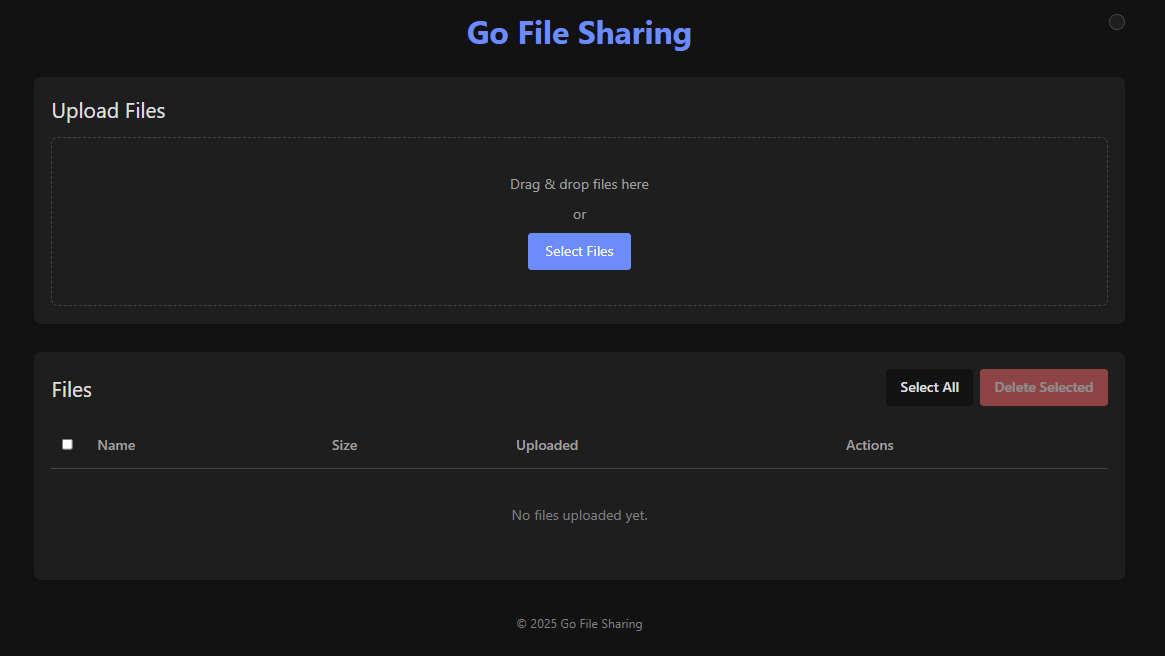 Go File Sharing
Upload Files
Drag & drop files here
or
Select Files
Files
Select All
Delete Selected
Name Size Uploaded Actions
No files uploaded yet.
© 2025 Go File Sharing